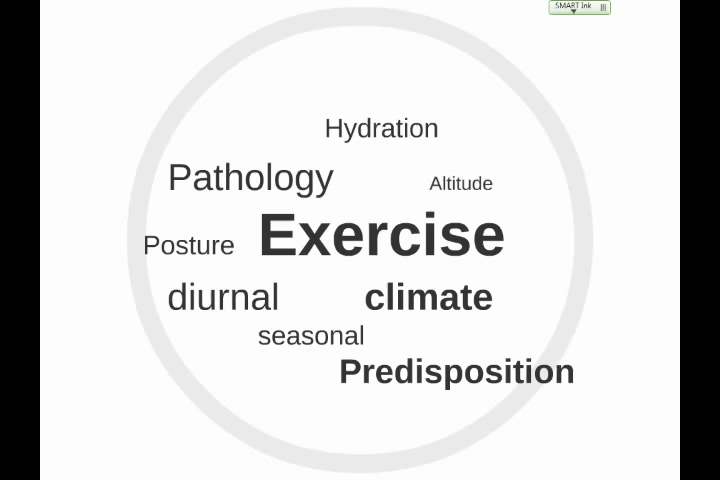 SMART Ink
Hydration
Pathology
Altitude
Exercise
Posture
diurnal
climate
seasonal
Predisposition